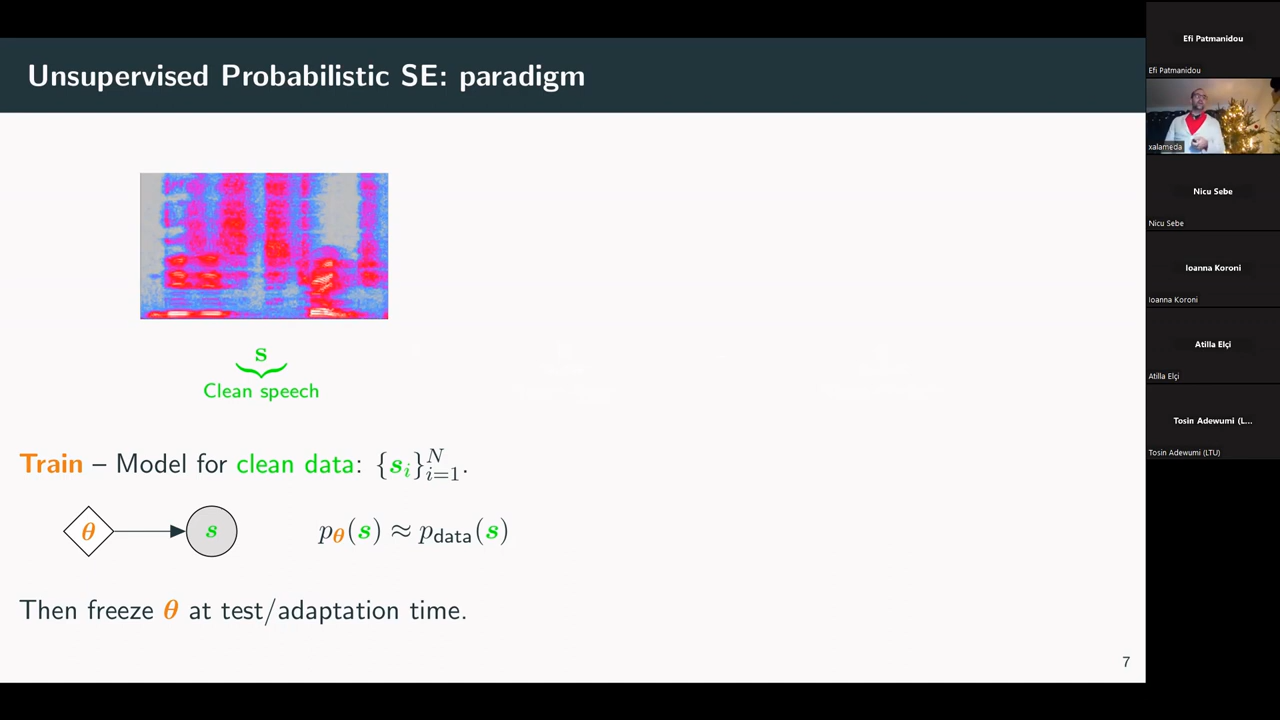 Unsupervised Probabilistic SE: paradigm
s
Clean speech
Train – Model for clean data: {s_i}_{i=1}^N.
θ
s
p_θ(s) ≈ p_data(s)
Then freeze θ at test/adaptation time.
7
Efi Patmanidou
Efi Patmanidou
xalameda
Nicu Sebe
Nicu Sebe
Ioanna Koroni
Ioanna Koroni
Atilla Elçi
Atilla Elçi
Tosin Adewumi (L...
Tosin Adewumi (LTU)